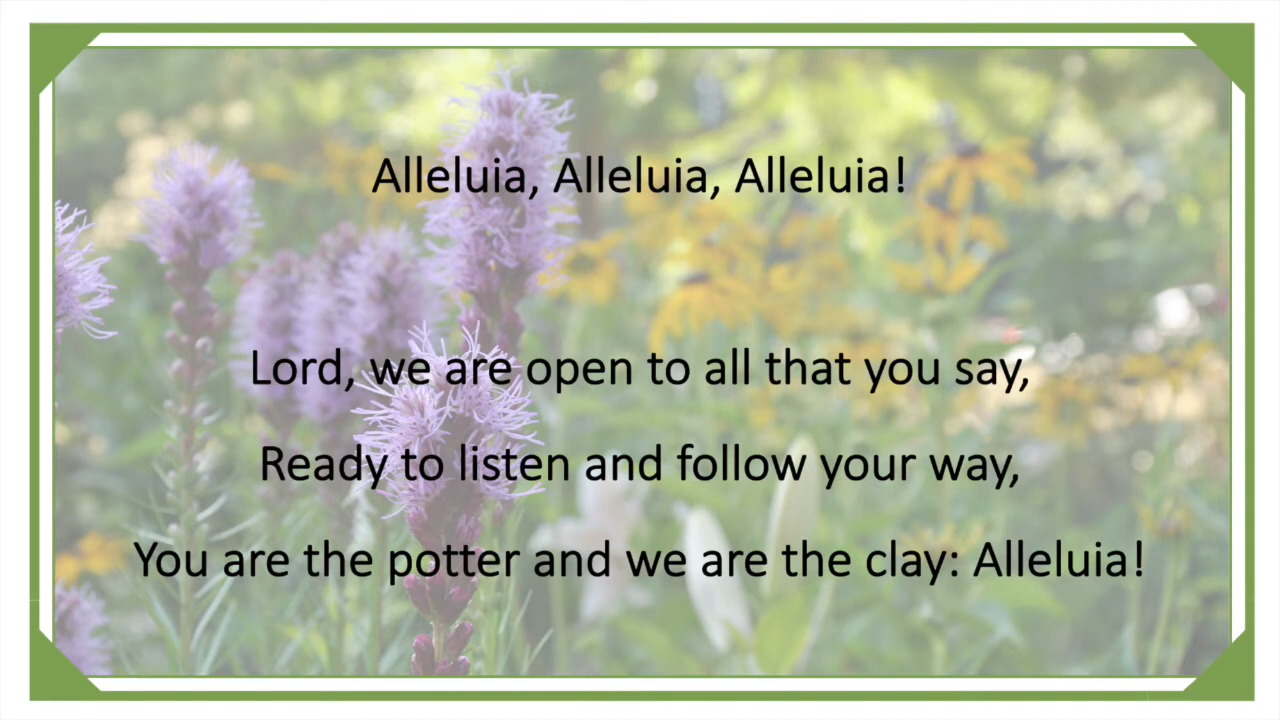 Alleluia, Alleluia, Alleluia!
Lord, we are open to all that you say,
Ready to listen and follow your way,
You are the potter and we are the clay: Alleluia!